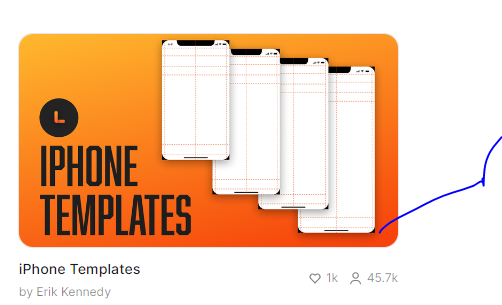 L
IPHONE
TEMPLATES
iPhone Templates
by Erik Kennedy
1k 45.7k